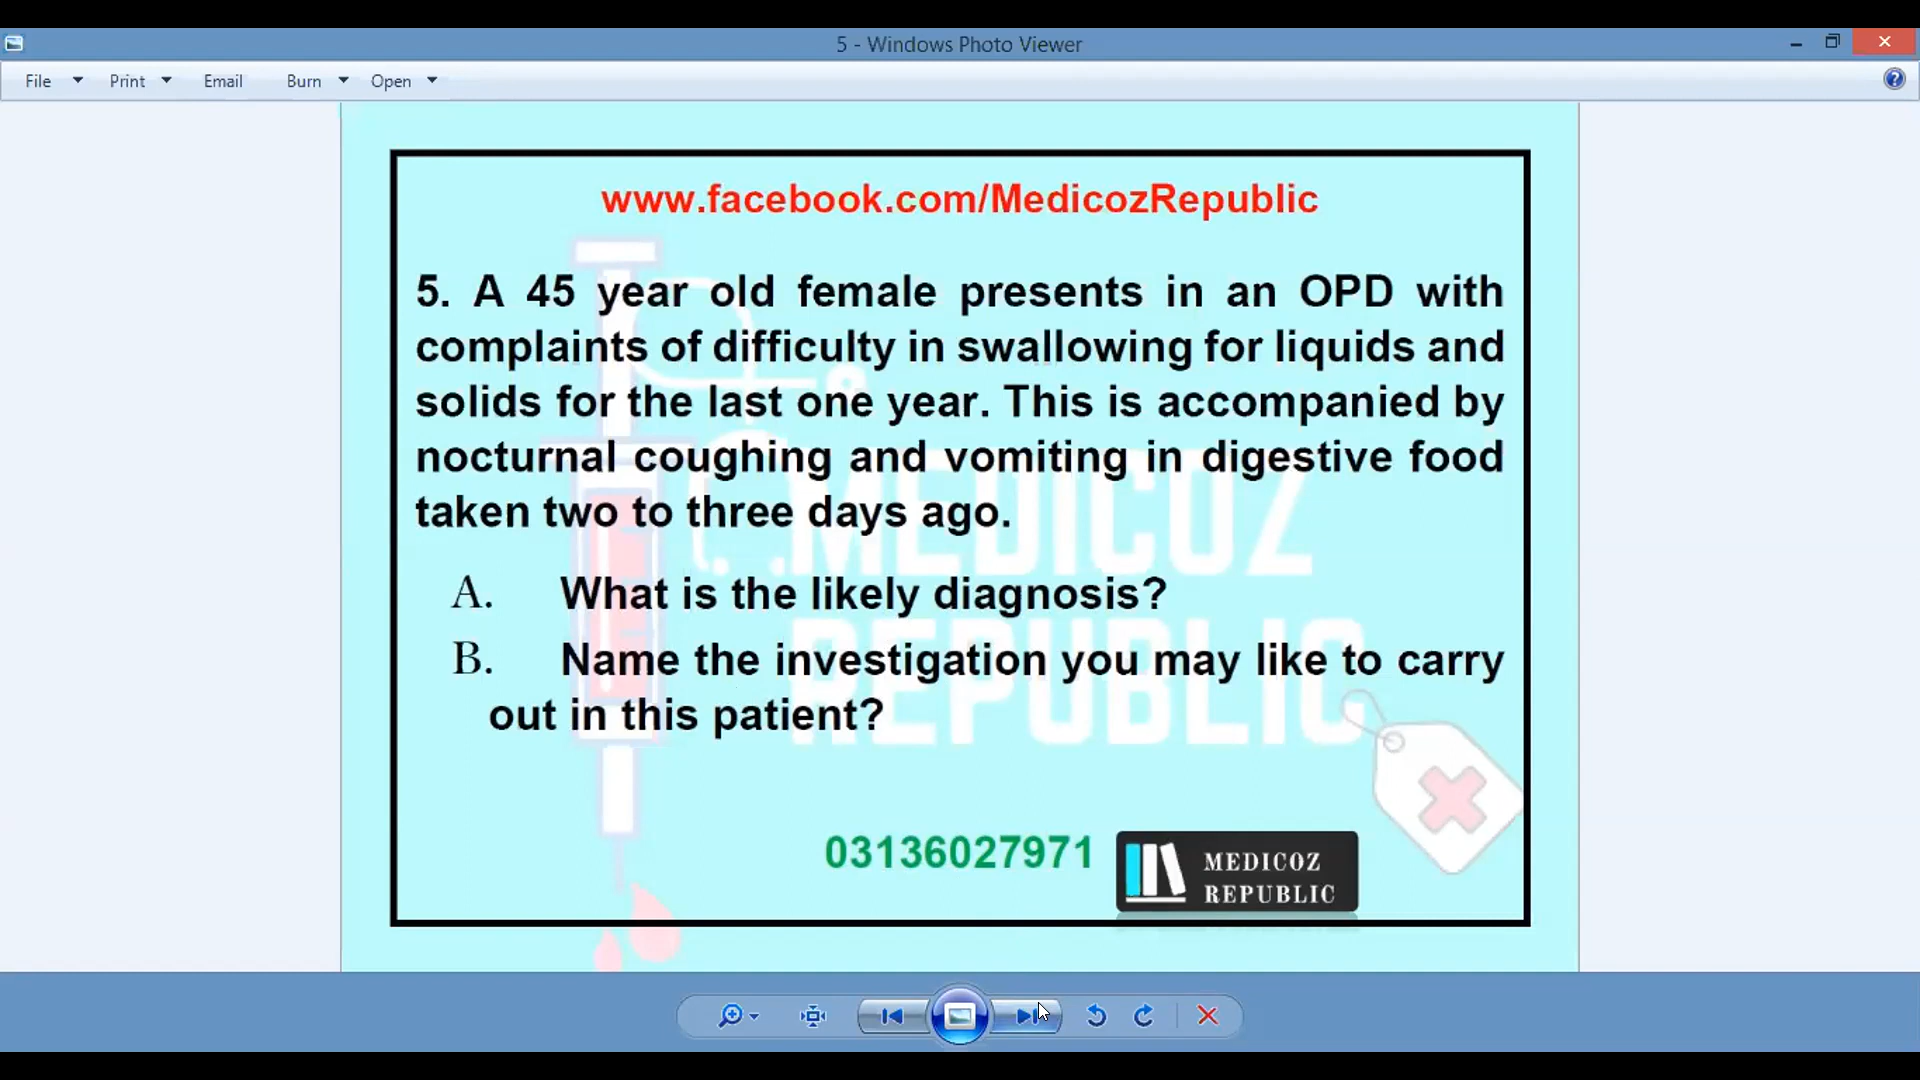 5 - Windows Photo Viewer
File Print Email Burn Open
www.facebook.com/MedicozRepublic
5. A 45 year old female presents in an OPD with
complaints of difficulty in swallowing for liquids and
solids for the last one year. This is accompanied by
nocturnal coughing and vomiting in digestive food
taken two to three days ago.
A. What is the likely diagnosis?
B. Name the investigation you may like to carry
out in this patient?
MEDICOZ
REPUBLIC
03136027971
MEDICOZ
REPUBLIC